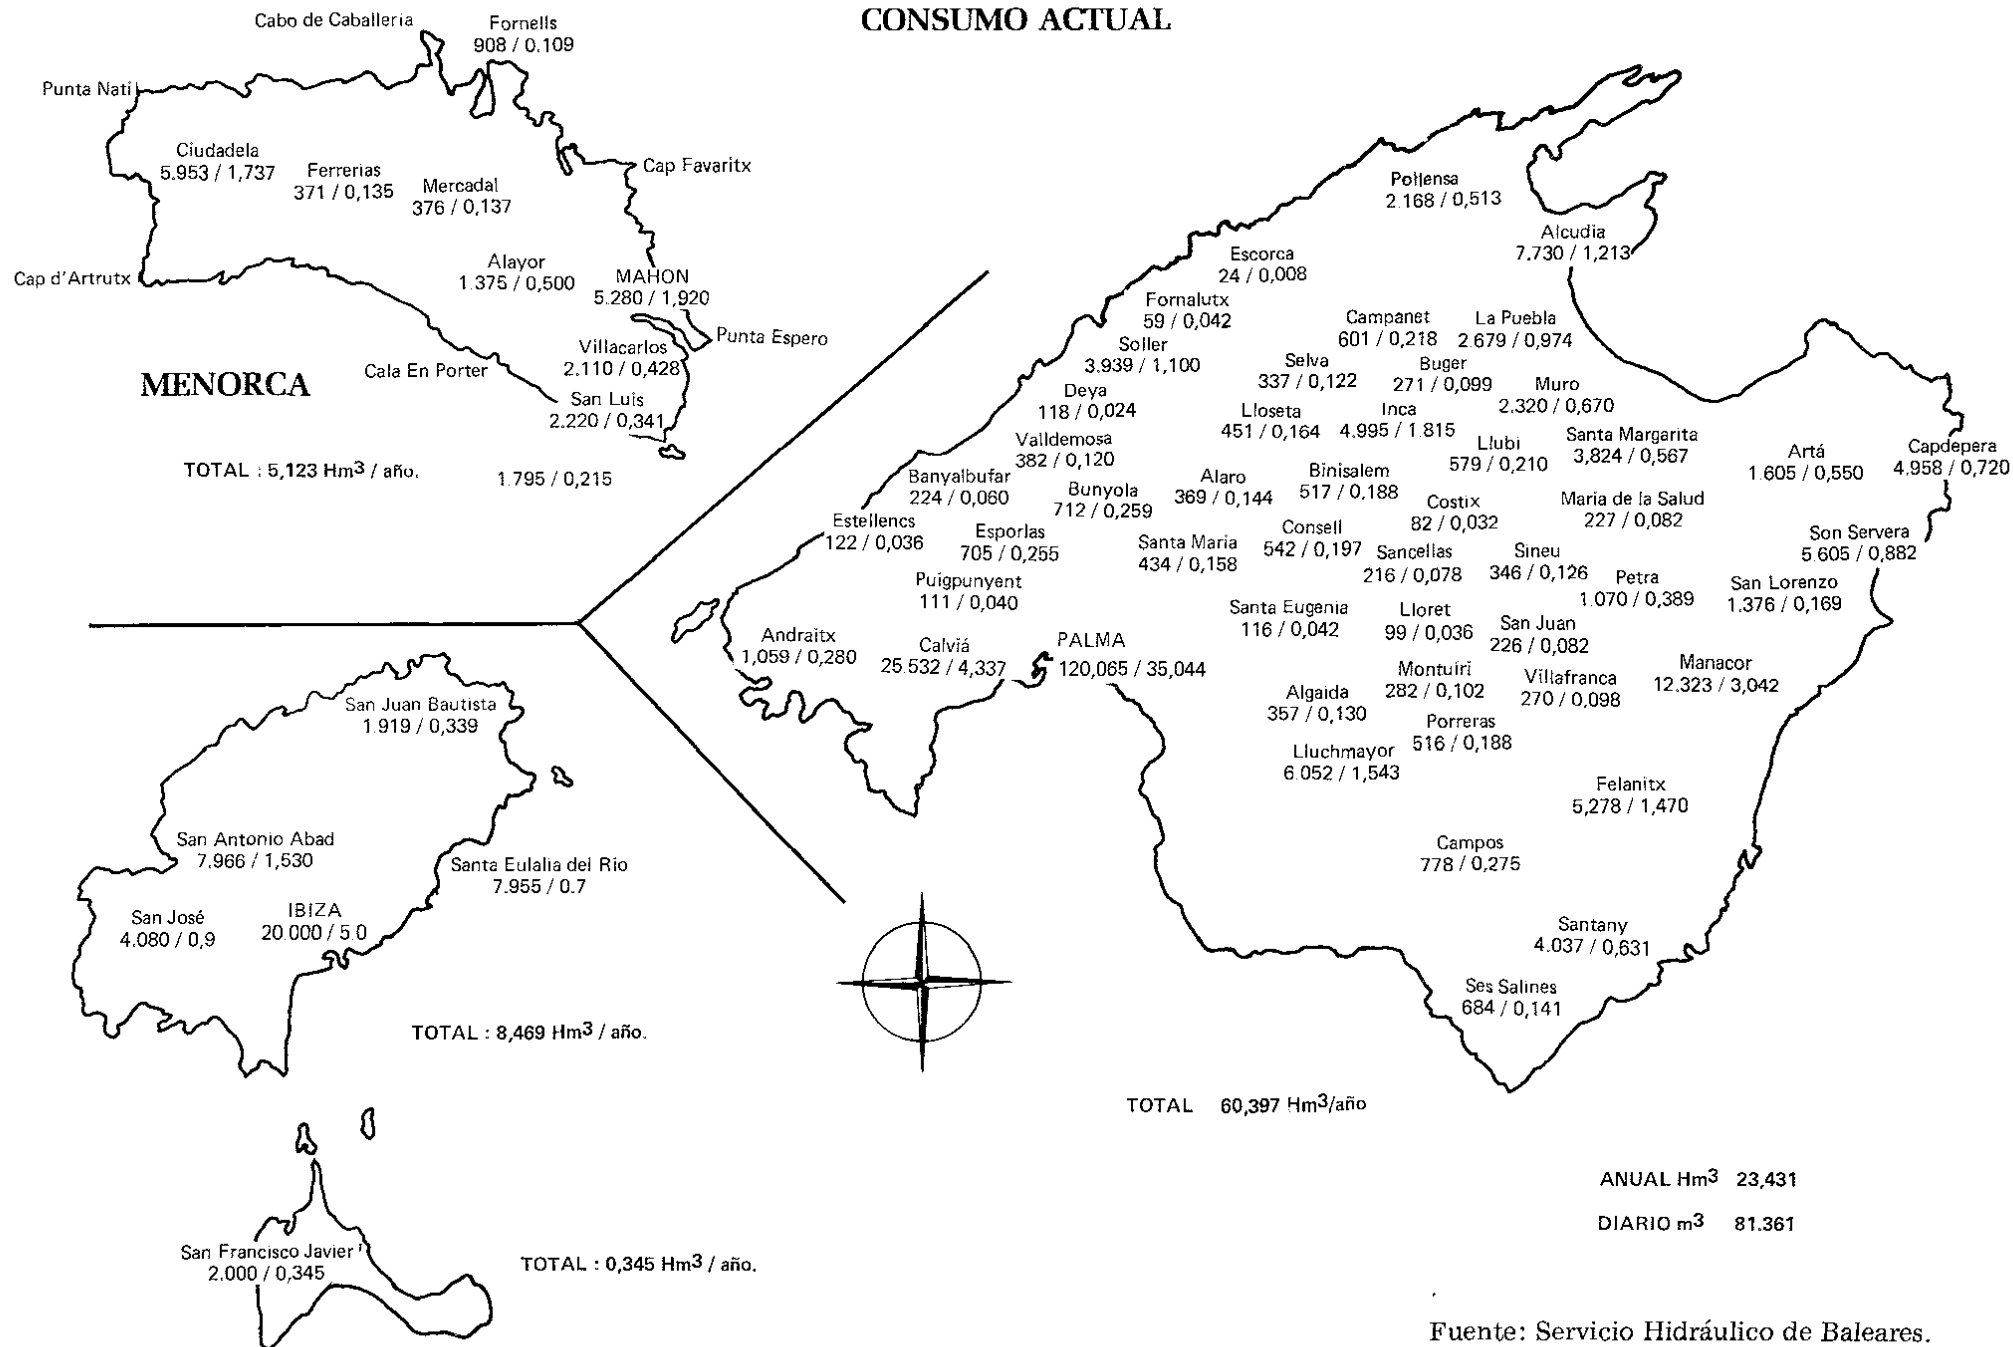 CONSUMO ACTUAL
Cabo de Caballeria
Fornells
908 / 0.109
Punta Nati
Ciudadela
5.953 / 1,737
Ferrerias
371 / 0,135
Mercadal
376 / 0,137
Cap Favaritx
Cap d'Artrutx
Alayor
1.375 / 0,500
MAHON
5.280 / 1,920
Punta Espero
Villacarlos
2.110 / 0,428
Cala En Porter
MENORCA
San Luis
2.220 / 0,341
TOTAL : 5,123 Hm3 / año.
1.795 / 0,215
Pollensa
2.168 / 0,513
Alcudia
7.730 / 1,213
Escorca
24 / 0,008
Fornalutx
59 / 0,042
Campanet
601 / 0,218
La Puebla
2.679 / 0,974
Soller
3.939 / 1,100
Selva
337 / 0,122
Buger
271 / 0,099
Muro
2.320 / 0,670
Deya
118 / 0,024
Lloseta
451 / 0,164
Inca
4.995 / 1.815
Valldemosa
382 / 0,120
Llubi
579 / 0,210
Santa Margarita
3,824 / 0,567
Artá
1.605 / 0,550
Capdepera
4.958 / 0,720
Banyalbufar
224 / 0,060
Bunyola
712 / 0,259
Alaro
369 / 0,144
Binisalem
517 / 0,188
Costix
82 / 0,032
Maria de la Salud
227 / 0,082
Estellencs
122 / 0,036
Esporlas
705 / 0,255
Santa Maria
434 / 0,158
Consell
542 / 0,197
Sancellas
216 / 0,078
Sineu
346 / 0,126
Son Servera
5.605 / 0,882
Puigpunyent
111 / 0,040
Petra
1.070 / 0,389
San Lorenzo
1.376 / 0,169
Santa Eugenia
116 / 0,042
Lloret
99 / 0,036
San Juan
226 / 0,082
Andraitx
1,059 / 0,280
Calviá
25.532 / 4,337
PALMA
120,065 / 35,044
Montuiri
282 / 0,102
Villafranca
270 / 0,098
Manacor
12.323 / 3,042
Algaida
357 / 0,130
Porreras
516 / 0,188
Lluchmayor
6.052 / 1,543
Felanitx
5,278 / 1,470
Campos
778 / 0,275
Santany
4.037 / 0,631
Ses Salines
684 / 0,141
TOTAL 60,397 Hm3/año
San Juan Bautista
1.919 / 0,339
San Antonio Abad
7.966 / 1,530
Santa Eulalia del Rio
7.955 / 0.7
San José
4.080 / 0,9
IBIZA
20.000 / 5.0
TOTAL : 8,469 Hm3 / año.
San Francisco Javier
2.000 / 0,345
TOTAL : 0,345 Hm3 / año.
ANUAL Hm3 23,431
DIARIO m3 81.361
Fuente: Servicio Hidráulico de Baleares.